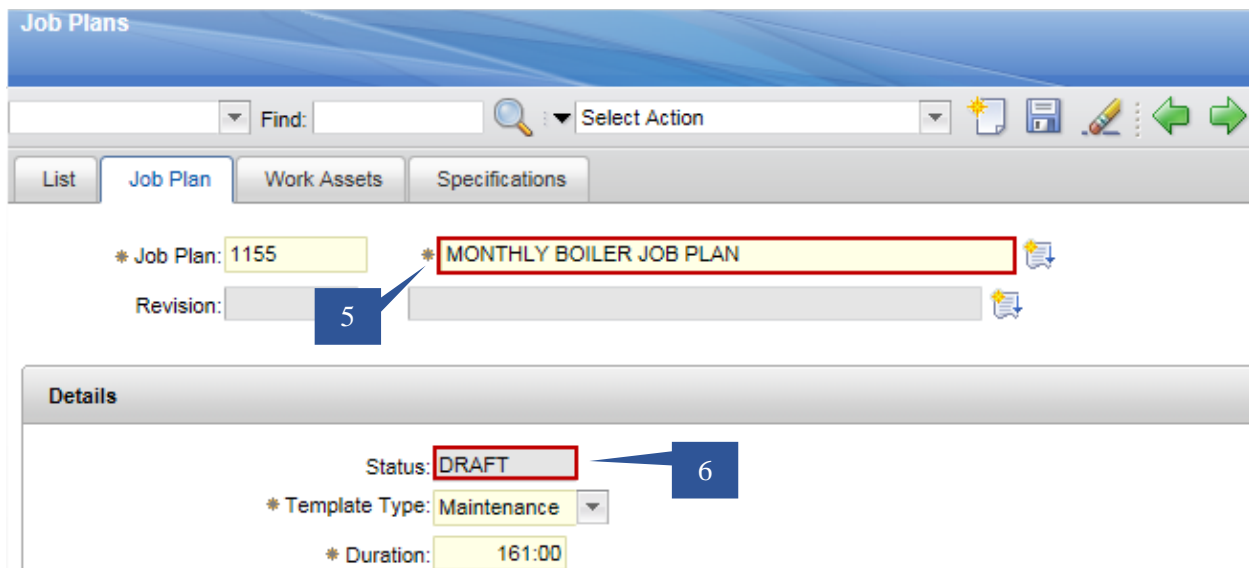 Job Plans
Find: Select Action
List Job Plan Work Assets Specifications
* Job Plan: 1155 * MONTHLY BOILER JOB PLAN
Revision:
5
Details
Status: DRAFT
6
* Template Type: Maintenance
* Duration: 161:00